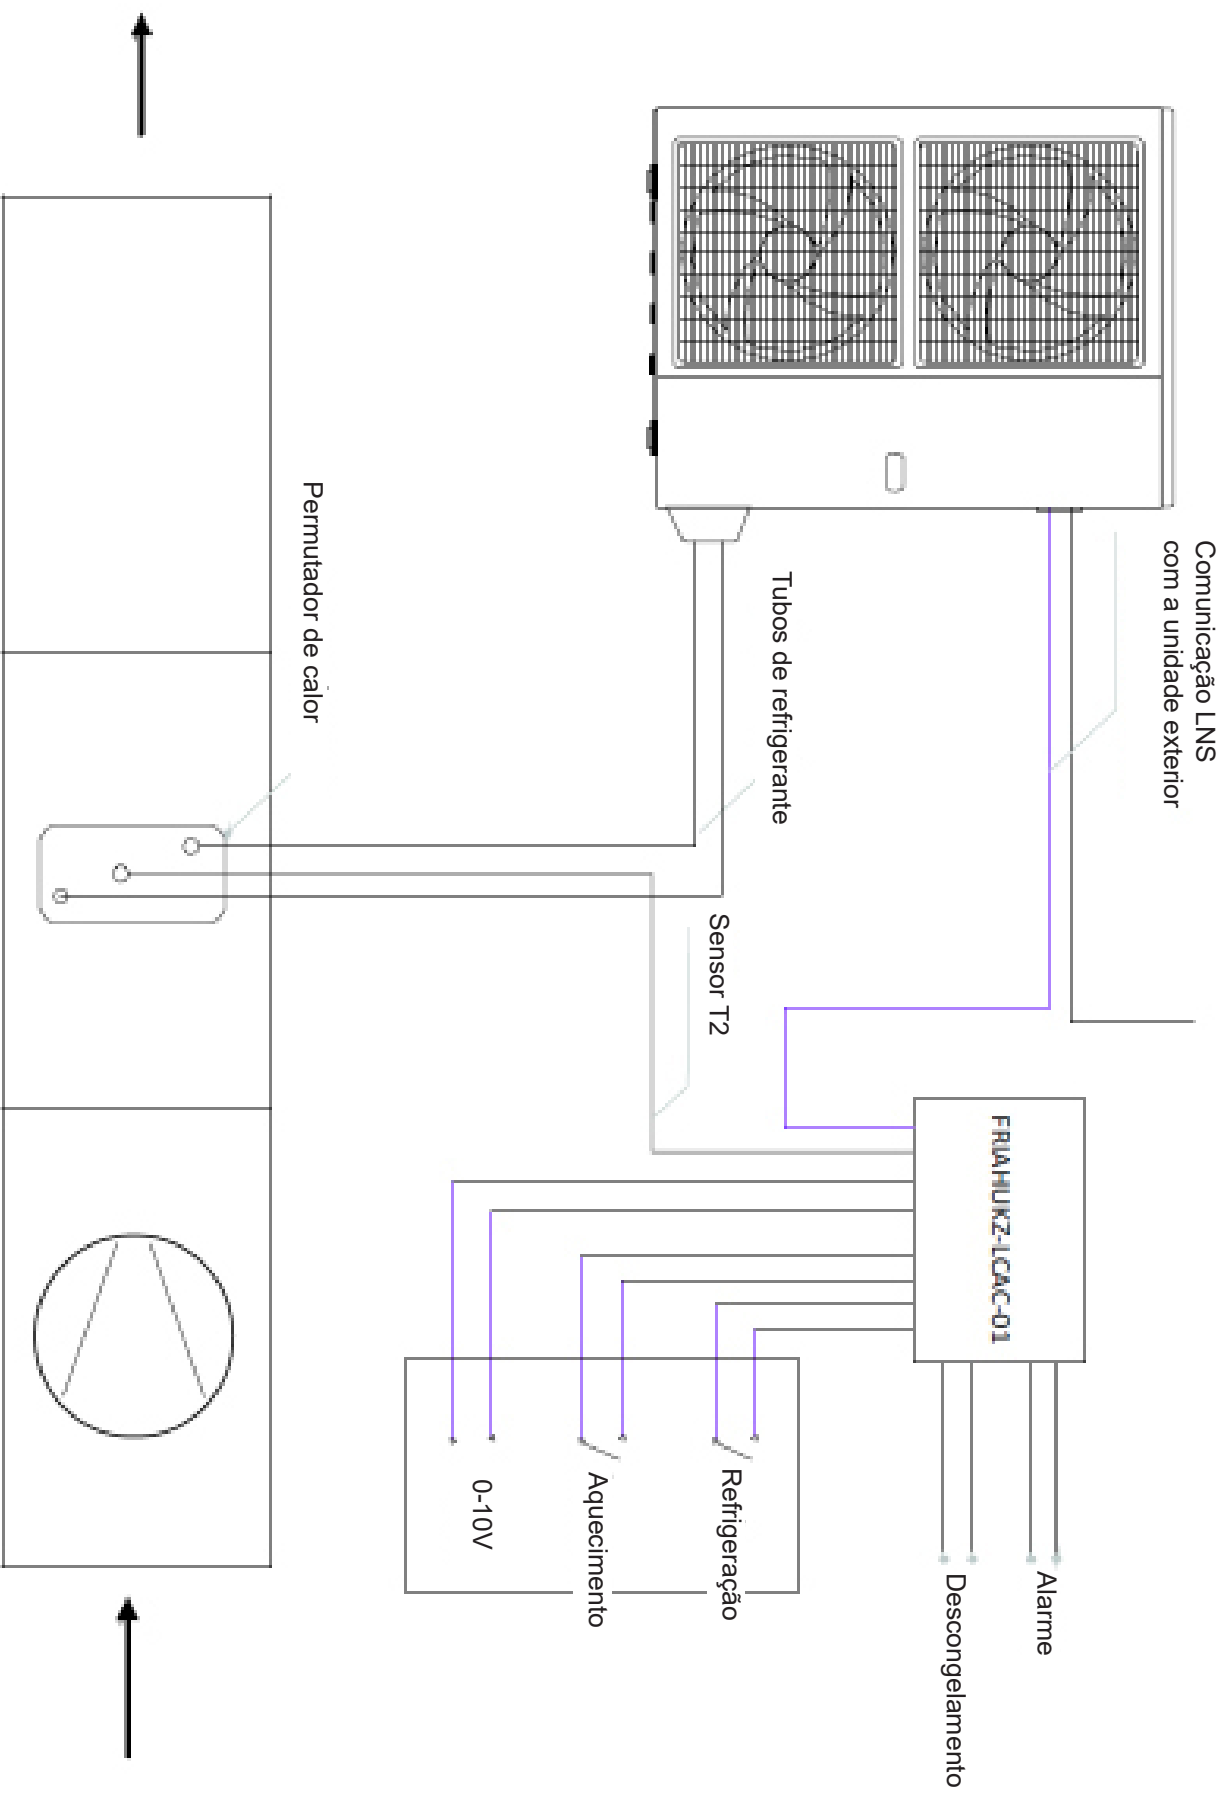 Comunicação LNS
com a unidade exterior
Tubos de refrigerante
Permutador de calor
Sensor T2
FRIAHUKZ-LCAC-01
Alarme
Descongelamento
Refrigeração
Aquecimento
0-10V